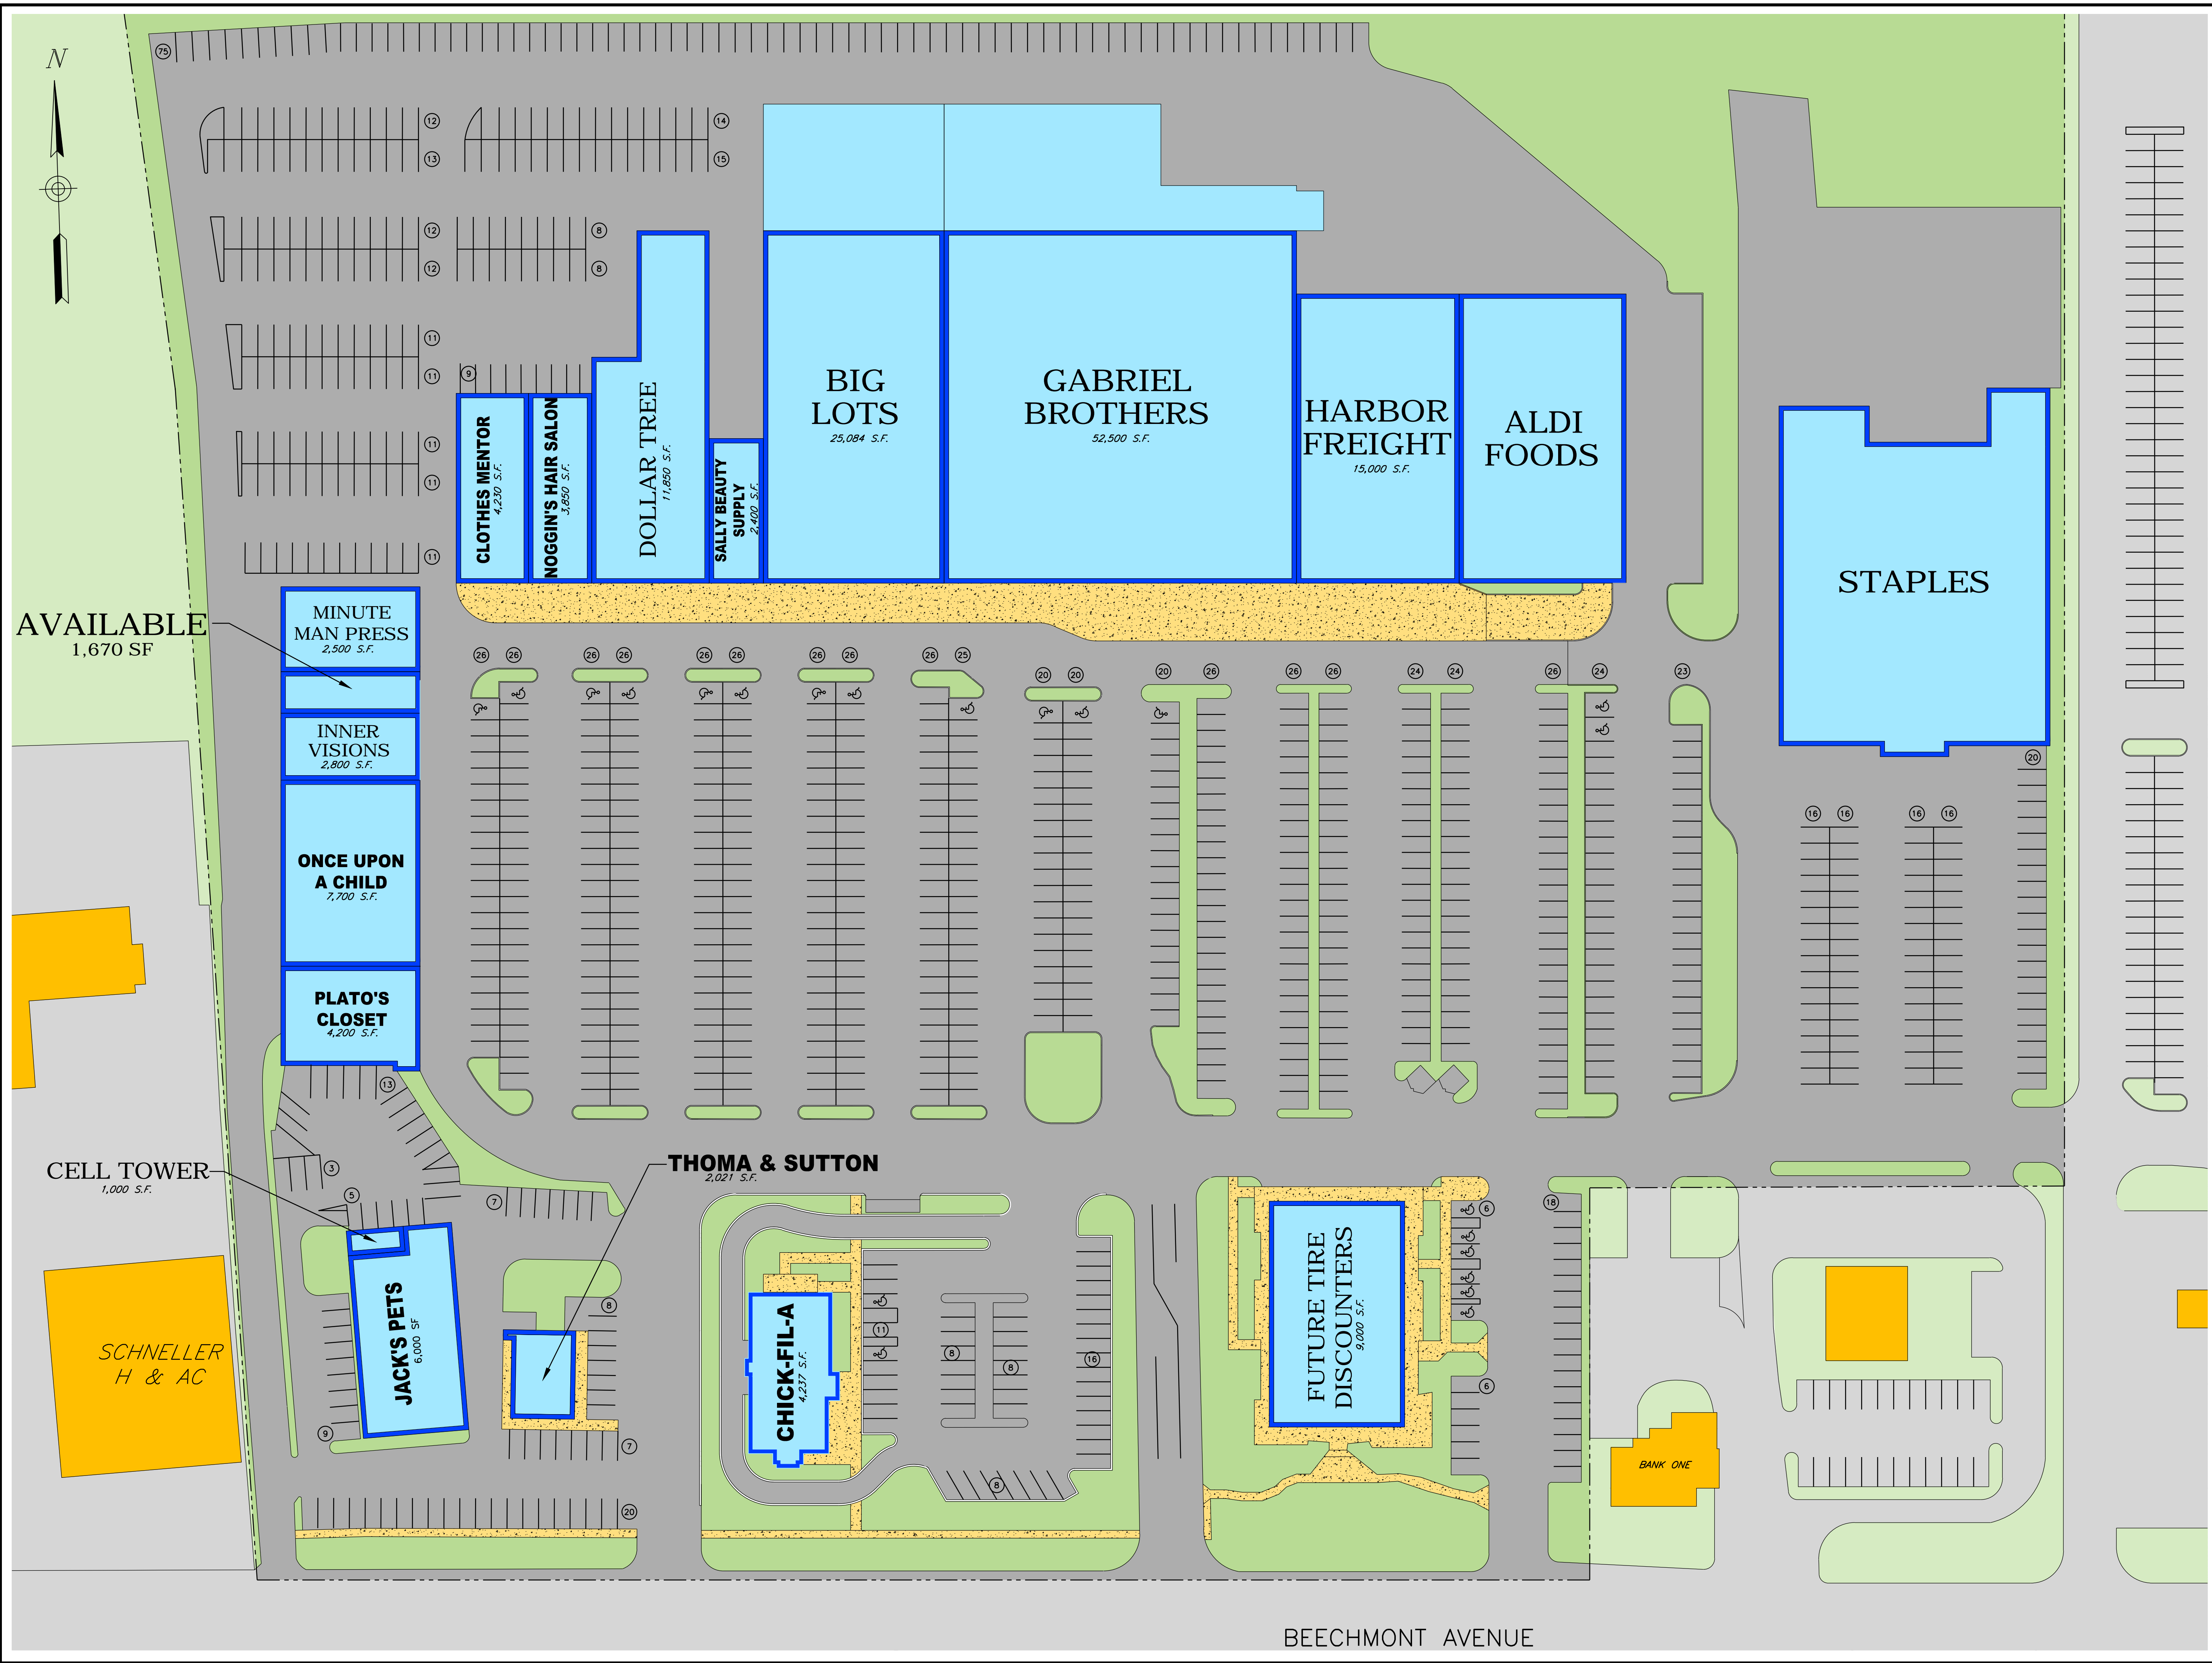 N
75
12
13
14
15
12
12
8
8
11
11
9
11
11
11
CLOTHES MENTOR
4,230 S.F.
NOGGIN'S HAIR SALON
3,850 S.F.
DOLLAR TREE
11,850 S.F.
SALLY BEAUTY
SUPPLY
2,400 S.F.
BIG
LOTS
25,084 S.F.
GABRIEL
BROTHERS
52,500 S.F.
HARBOR
FREIGHT
15,000 S.F.
ALDI
FOODS
STAPLES
AVAILABLE
1,670 SF
MINUTE
MAN PRESS
2,500 S.F.
INNER
VISIONS
2,800 S.F.
ONCE UPON
A CHILD
7,700 S.F.
PLATO'S
CLOSET
4,200 S.F.
26 26
26 26
26 26
26 26
26 25
20 20
20 26
26 26
24 24
26 24
23
20
16 16
16 16
13
3
5
7
CELL TOWER
1,000 S.F.
THOMA & SUTTON
2,021 S.F.
JACK'S PETS
6,000 SF
9
8
7
20
SCHNELLER
H & AC
CHICK-FIL-A
4,237 S.F.
11
8
8
16
8
FUTURE TIRE
DISCOUNTERS
9,000 S.F.
6
6
18
BANK ONE
BEECHMONT AVENUE